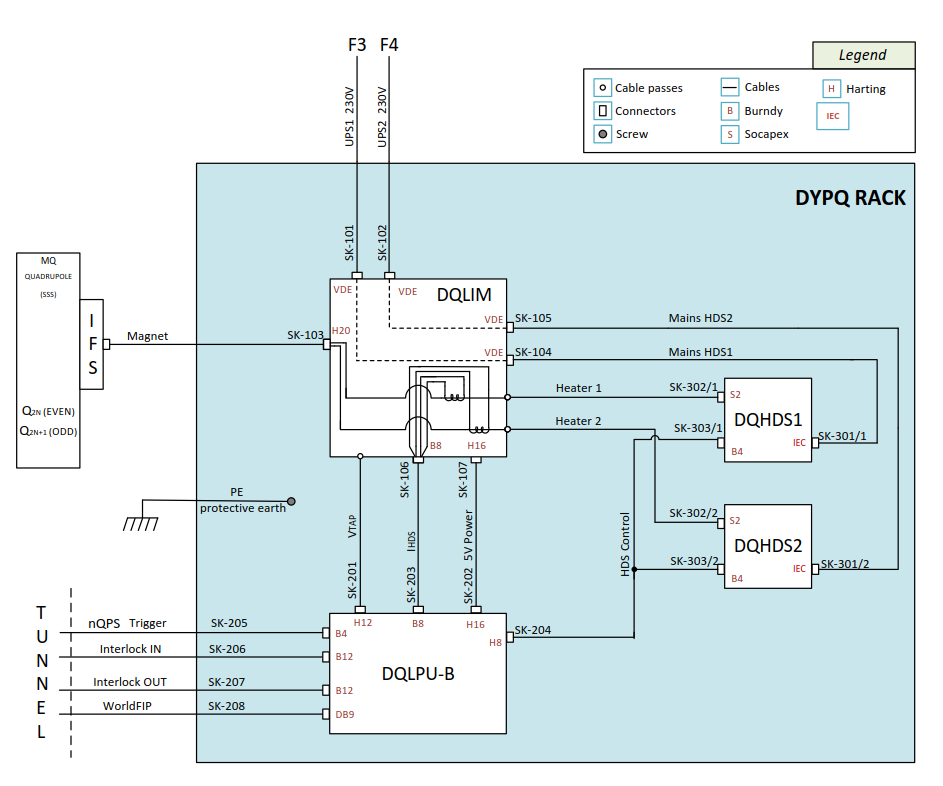 F3 F4
Legend
Cable passes
Cables
H Harting
Connectors
B Burndy
IEC
Screw
S Socapex
UPS1 230V
UPS2 230V
DYPQ RACK
SK-101
SK-102
MQ
QUADRUPOLE
(SSS)
VDE
VDE
DQLIM
I
F
S
Magnet
SK-103
H20
VDE
SK-105
Mains HDS2
VDE
SK-104
Mains HDS1
Heater 1
SK-302/1
S2
DQHDS1
Q2N (EVEN)
Q2N+1 (ODD)
Heater 2
SK-303/1
B4
IEC
SK-301/1
B8
H16
SK-106
SK-107
PE
protective earth
VTAP
IHDS
5V Power
HDS Control
SK-302/2
S2
DQHDS2
SK-303/2
B4
IEC
SK-301/2
SK-201
SK-203
SK-202
T
U
N
N
E
L
nQPS Trigger
SK-205
B4
H12
B8
H16
SK-204
H8
Interlock IN
SK-206
B12
DQLPU-B
Interlock OUT
SK-207
B12
WorldFIP
SK-208
DB9